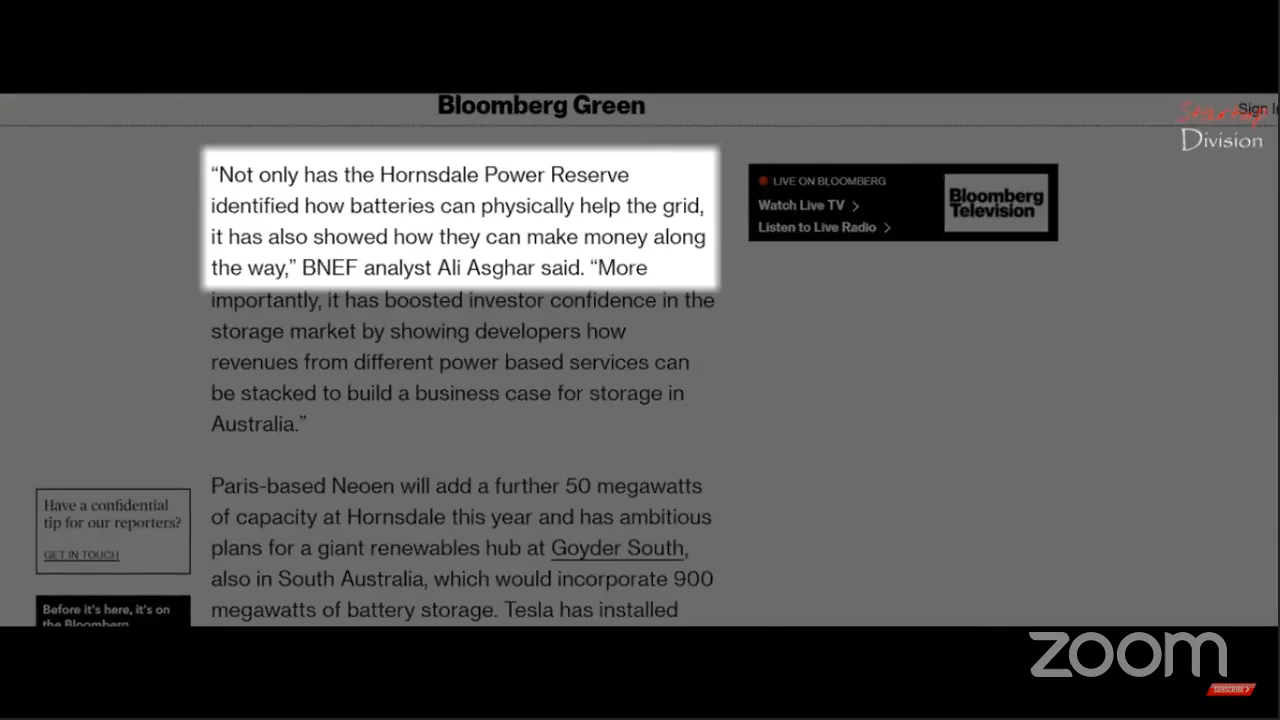 Bloomberg Green
Sign I
Startup
Division
“Not only has the Hornsdale Power Reserve
identified how batteries can physically help the grid,
it has also showed how they can make money along
the way,” BNEF analyst Ali Asghar said. “More
importantly, it has boosted investor confidence in the
storage market by showing developers how
revenues from different power based services can
be stacked to build a business case for storage in
Australia.”
LIVE ON BLOOMBERG
Watch Live TV >
Listen to Live Radio >
Bloomberg
Television
Paris-based Neoen will add a further 50 megawatts
of capacity at Hornsdale this year and has ambitious
plans for a giant renewables hub at Goyder South,
also in South Australia, which would incorporate 900
megawatts of battery storage. Tesla has installed
Have a confidential
tip for our reporters?
GET IN TOUCH
Before it's here, it's on
the Bloomberg
zoom
SUBSCRIBE >